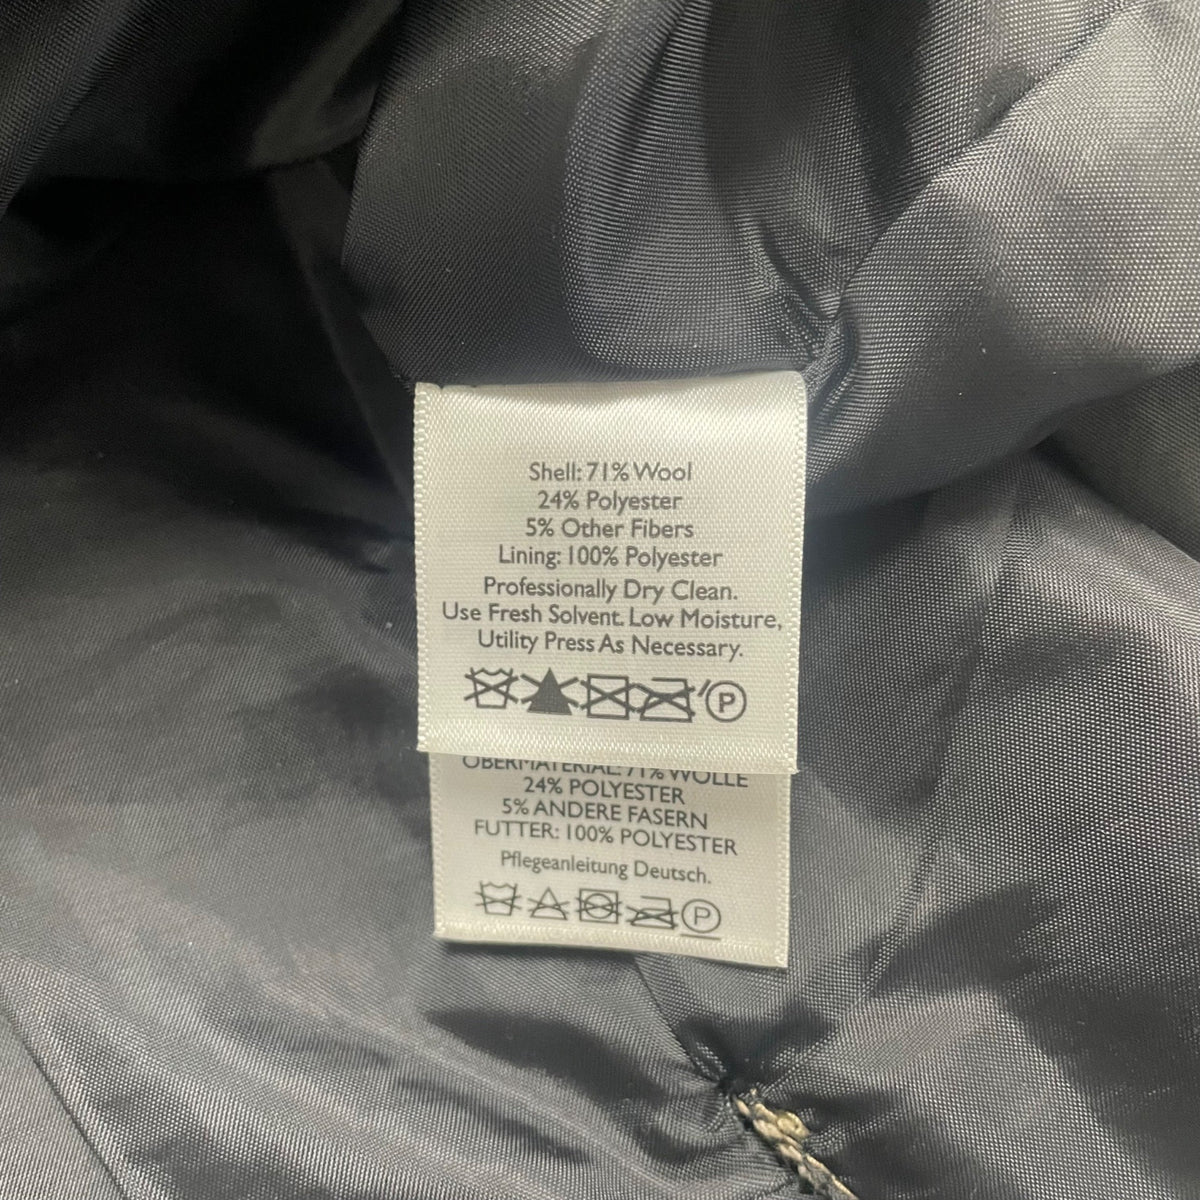 Shell: 71% Wool
24% Polyester
5% Other Fibers
Lining: 100% Polyester
Professionally Dry Clean.
Use Fresh Solvent. Low Moisture,
Utility Press As Necessary.
P
OBERMATERIAL: 71% WOLLE
24% POLYESTER
5% ANDERE FASERN
FUTTER: 100% POLYESTER
Pflegeanleitung Deutsch.
P